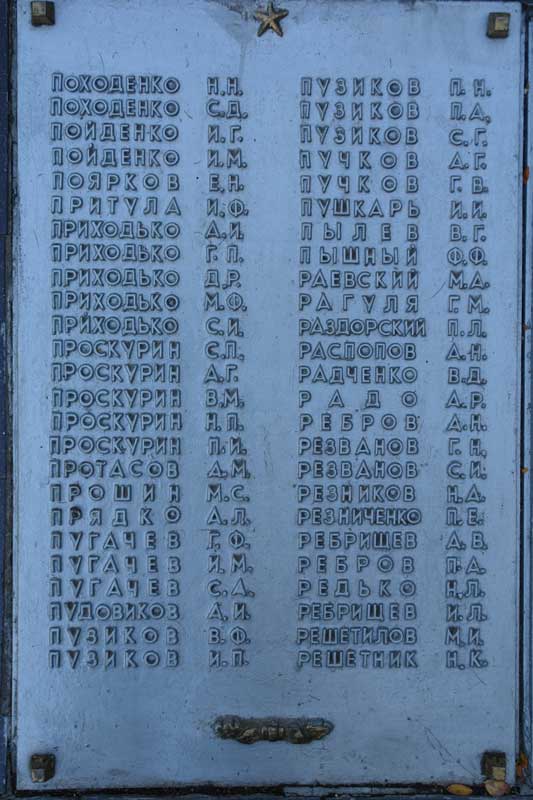 ПОХОДЕНКО Н.Н.
ПОХОДЕНКО С.Д.
ПОЙДЕНКО И.Г.
ПОЙДЕНКО И.М.
ПОЯРКОВ Е.Н.
ПРИТУЛА И.Ф.
ПРИХОДЬКО А.И.
ПРИХОДЬКО Г.П.
ПРИХОДЬКО Д.Р.
ПРИХОДЬКО М.Ф.
ПРИХОДЬКО С.И.
ПРОСКУРИН С.П.
ПРОСКУРИН А.Г.
ПРОСКУРИН В.М.
ПРОСКУРИН Н.П.
ПРОСКУРИН П.И.
ПРОТАСОВ А.М.
ПРОШИН М.С.
ПРЯДКО А.Л.
ПУГАЧЕВ Г.Ф.
ПУГАЧЕВ И.М.
ПУГАЧЕВ С.А.
ПУДОВИКОВ А.И.
ПУЗИКОВ В.Ф.
ПУЗИКОВ И.П.
ПУЗИКОВ П.Н.
ПУЗИКОВ П.А.
ПУЗИКОВ С.Г.
ПУЧКОВ А.Г.
ПУЧКОВ Г.В.
ПУШКАРЬ И.И.
ПЫЛЕВ В.Г.
ПЫШНЫЙ Ф.Ф.
РАЕВСКИЙ М.А.
РАГУЛЯ Г.М.
РАЗДОРСКИЙ П.Л.
РАСПОПОВ А.Н.
РАДЧЕНКО В.Д.
РАДО А.Р.
РЕБРОВ А.Н.
РЕЗВАНОВ Г.Н.
РЕЗВАНОВ С.И.
РЕЗНИКОВ Н.А.
РЕЗНИЧЕНКО П.Е.
РЕБРИЩЕВ А.В.
РЕБРОВ П.А.
РЕДЬКО Н.Л.
РЕБРИЩЕВ И.Л.
РЕШЕТИЛОВ М.И.
РЕШЕТНИК Н.К.